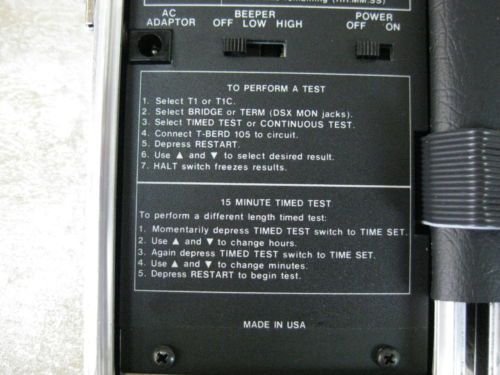 remaining (HH:MM:SS)
AC
ADAPTOR
BEEPER
OFF LOW HIGH
POWER
OFF ON
TO PERFORM A TEST
1. Select T1 or T1C.
2. Select BRIDGE or TERM (DSX MON jacks).
3. Select TIMED TEST or CONTINUOUS TEST.
4. Connect T-BERD 105 to circuit.
5. Depress RESTART.
6. Use ▲ and ▼ to select desired result.
7. HALT switch freezes results.
15 MINUTE TIMED TEST
To perform a different length timed test:
1. Momentarily depress TIMED TEST switch to TIME SET.
2. Use ▲ and ▼ to change hours.
3. Again depress TIMED TEST switch to TIME SET.
4. Use ▲ and ▼ to change minutes.
5. Depress RESTART to begin test.
MADE IN USA